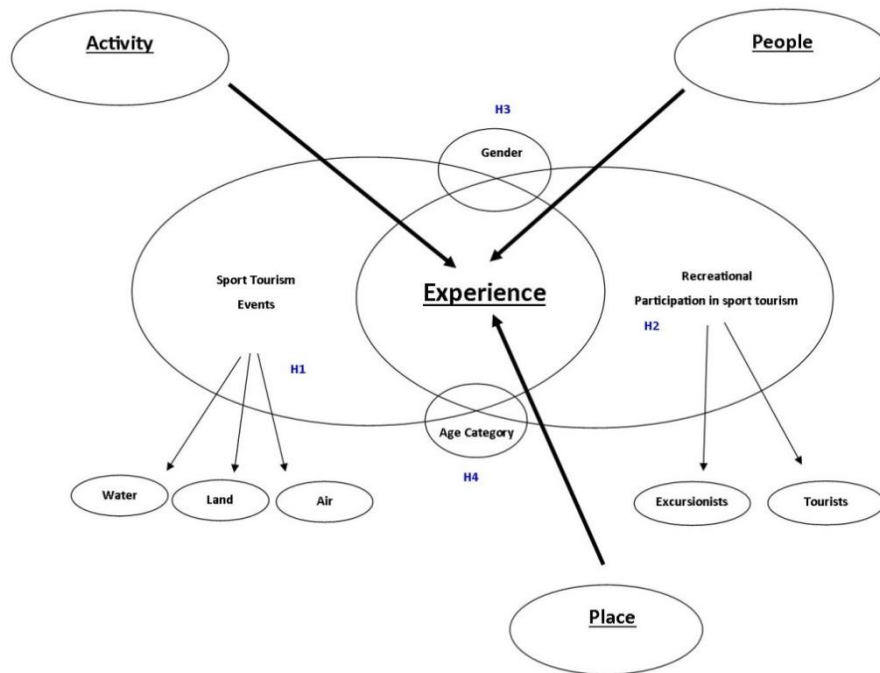 Activity
People
H3
Gender
Sport Tourism
Events
Experience
Recreational
Participation in sport tourism
H2
H1
Age Category
H4
Water
Land
Air
Excursionists
Tourists
Place